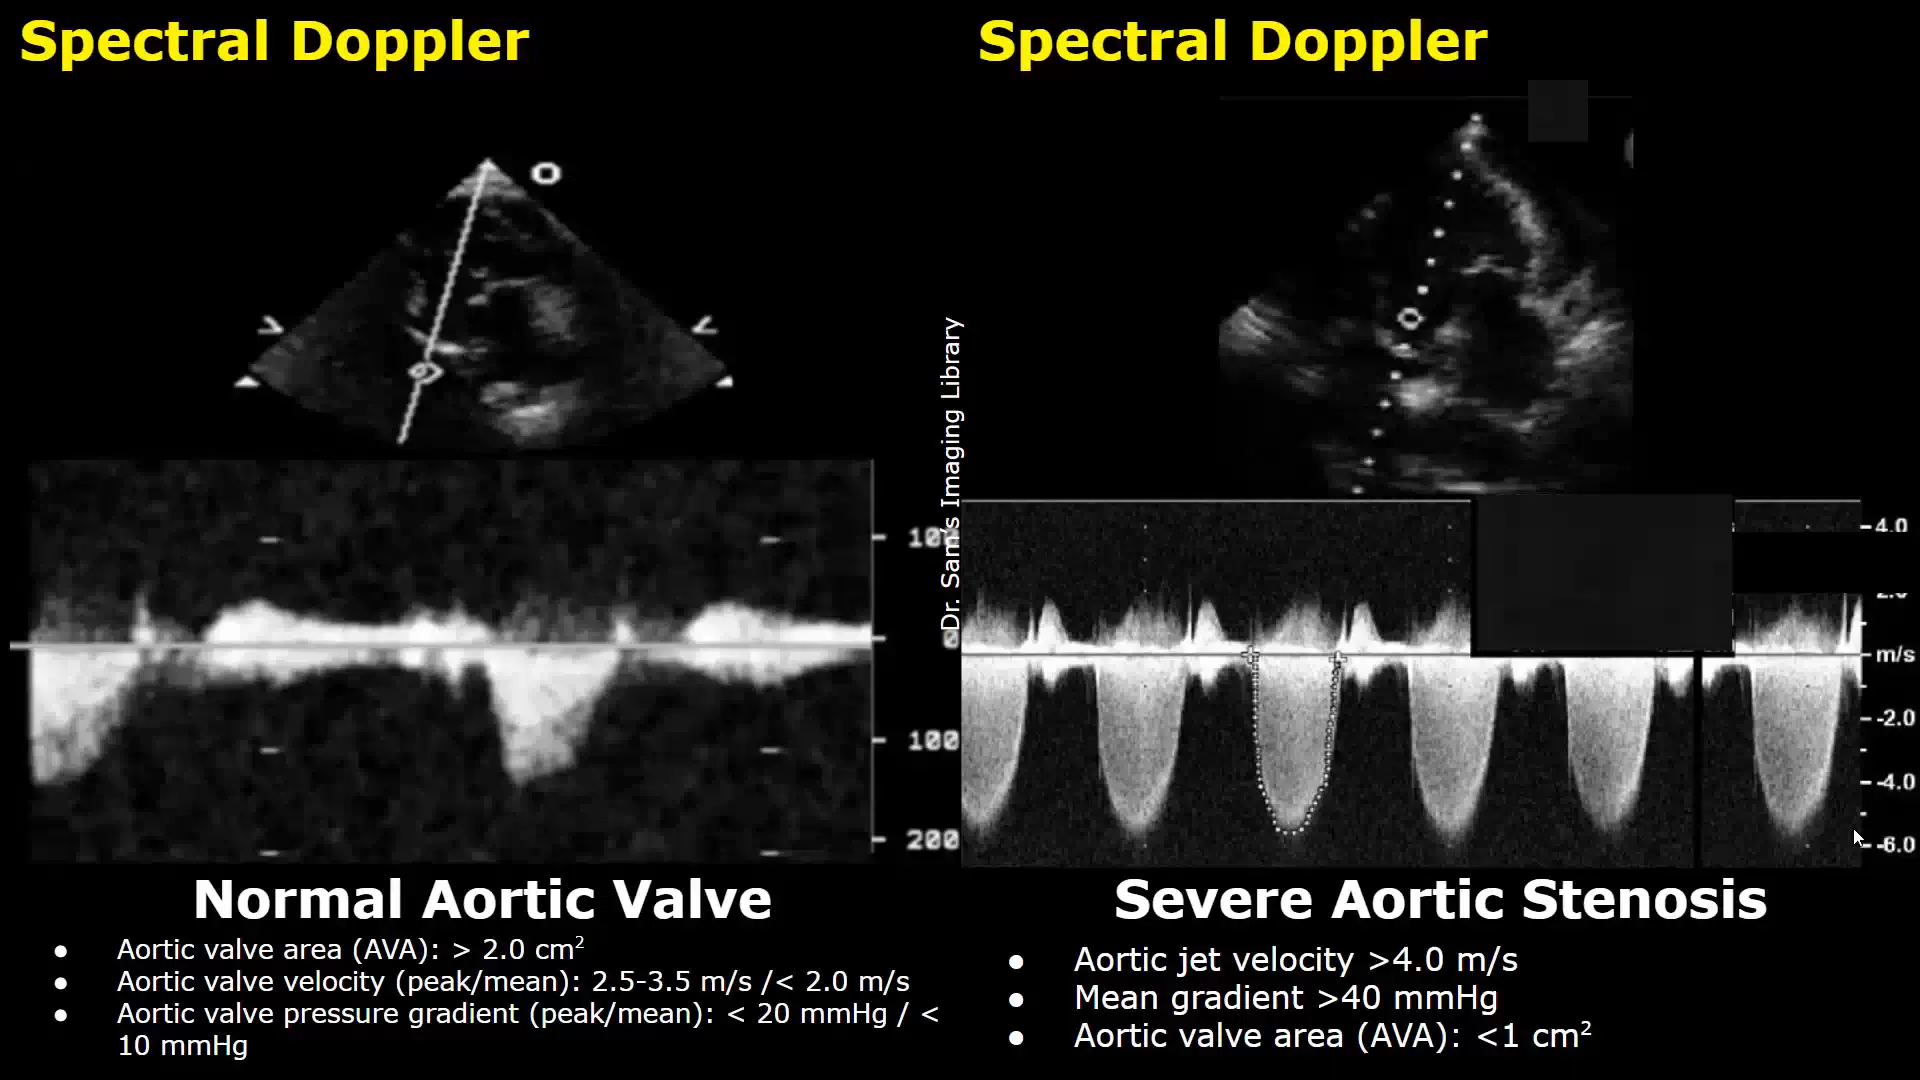 Spectral Doppler
100
0
100
200
Normal Aortic Valve
● Aortic valve area (AVA): > 2.0 cm²
● Aortic valve velocity (peak/mean): 2.5-3.5 m/s /< 2.0 m/s
● Aortic valve pressure gradient (peak/mean): < 20 mmHg / <
10 mmHg
Dr. Sam's Imaging Library
Spectral Doppler
4.0
2.0
m/s
-2.0
-4.0
-6.0
Severe Aortic Stenosis
● Aortic jet velocity >4.0 m/s
● Mean gradient >40 mmHg
● Aortic valve area (AVA): <1 cm²